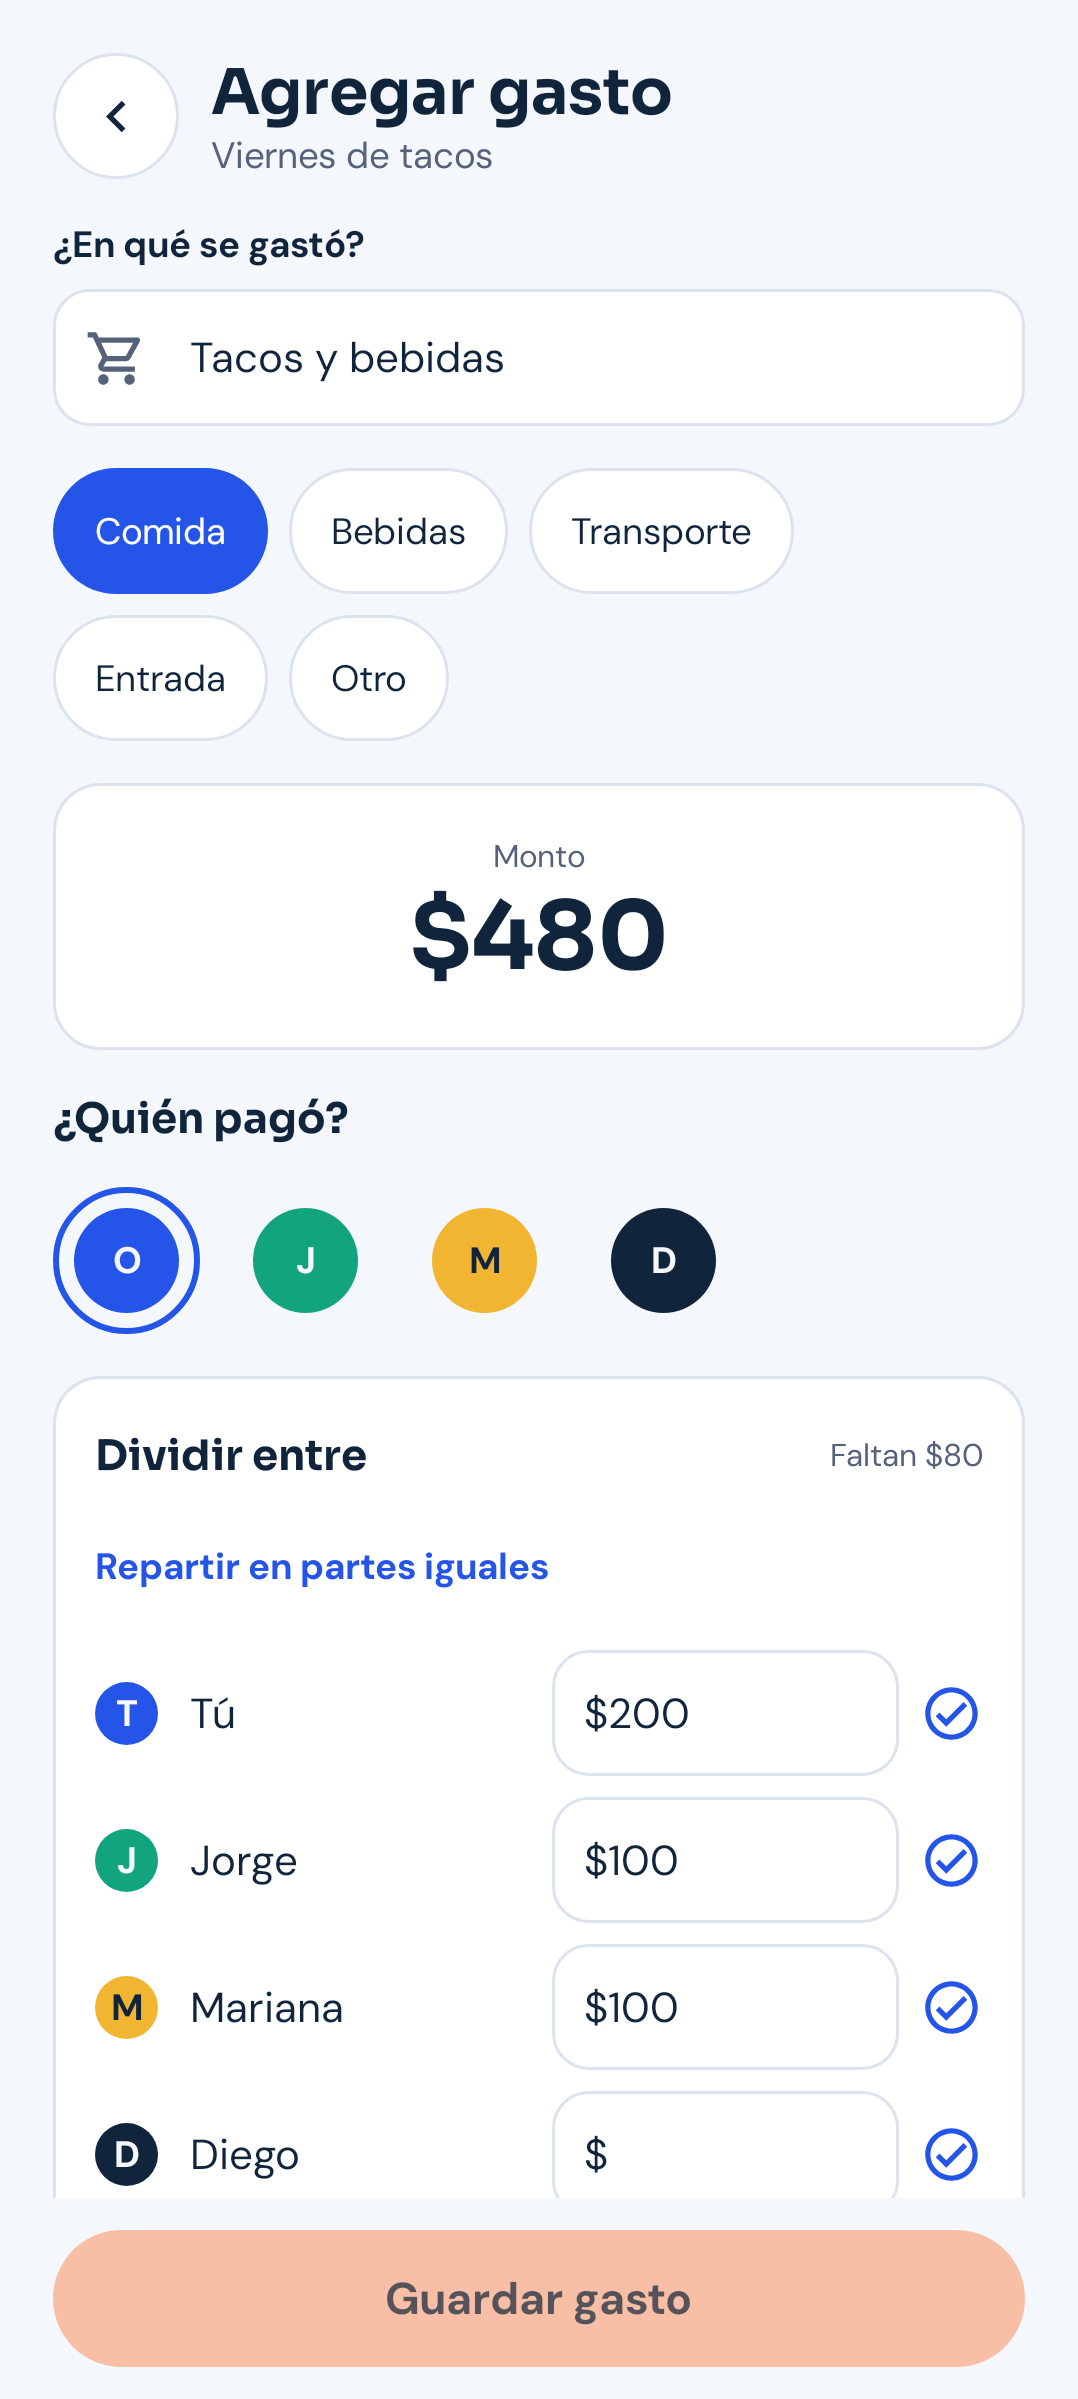 Agregar gasto
Viernes de tacos
¿En qué se gastó?
Tacos y bebidas
Comida Bebidas Transporte
Entrada Otro
Monto
$480
¿Quién pagó?
O J M D
Dividir entre Faltan $80
Repartir en partes iguales
T Tú $200
J Jorge $100
M Mariana $100
D Diego $
Guardar gasto